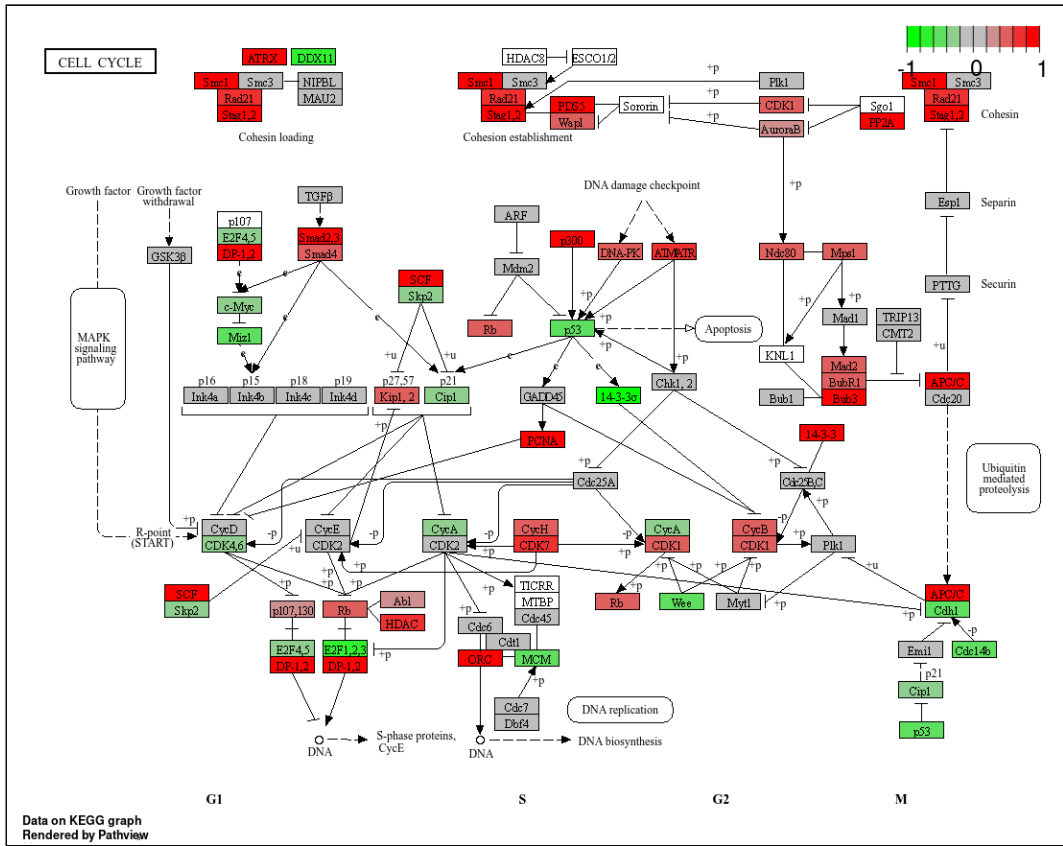 CELL CYCLE
ATRX DDX11
Smc1 Smc3 NIPBL
MAU2
Rad21
Stag1,2
Cohesin loading
HDAC8 ESCO1/2
Smc1 Smc3
Rad21
Stag1,2
PDS5
Wapl
Sororin
Cohesion establishment
+p
Plk1
+p
CDK1
+p
AuroraB
Sgo1
PP2A
-1 0 1
Smc1 Smc3
Rad21
Stag1,2
Cohesin
Growth factor
Growth factor
withdrawal
GSK3β
p107
E2F4,5
DP-1,2
TGFβ
Smad2,3
Smad4
e
c-Myc
e
Miz1
e
e
SCF
Skp2
ARF
Mdm2
Rb
p300
DNA damage checkpoint
DNA-PK
ATMATR
+p
+p
p53
+p
Apoptosis
+p
Ndc80
Mps1
+p
+p
Mad1
KNL1
Mad2
BubR1
Bub3
Bub1
TRIP13
CMT2
Esp1
Separin
PTTG
Securin
+u
APC/C
Cdc20
MAPK
signaling
pathway
p16 p15 p18 p19
Ink4a Ink4b Ink4c Ink4d
+u
+u
p27,57
Kip1, 2
p21
Cip1
e
e
e
GADD45
14-3-3σ
+p
Chk1, 2
PCNA
14-3-3
+p
+p
Cdc25A
+p
Cdc25B,C
Ubiquitin
mediated
proteolysis
+p
R-point
(START)
CycD
CDK4,6
-p
+u
CycE
CDK2
-p
CycA
CDK2
-p
+p
CycH
CDK7
-p
+p
CycA
CDK1
CycB
CDK1
-p
+p
+p
Plk1
+u
SCF
Skp2
+p
+p
+p
+p
p107,130
Rb
Abl
HDAC
E2F4,5
DP-1,2
E2F1,2,3
DP-1,2
+p
+p
+p
TICRR
MTBP
Cdc45
Cdc6
Cdt1
ORC
MCM
+p
Cdc7
Dbf4
+p
Rb
Wee
Myt1
+p
+p
APC/C
Cdh1
-p
Emi1
Cdc14b
p21
Cip1
p53
DNA replication
DNA
S-phase proteins,
CycE
DNA
DNA biosynthesis
G1 S G2 M
Data on KEGG graph
Rendered by Pathview